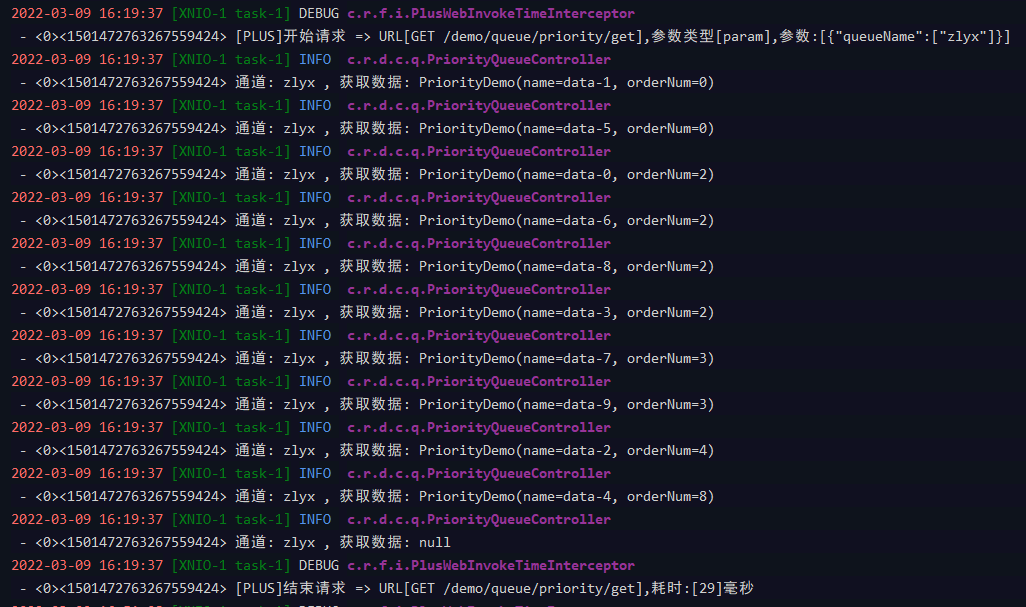 2022-03-09 16:19:37 [XNIO-1 task-1] DEBUG c.r.f.i.PlusWebInvokeTimeInterceptor
- <0><1501472763267559424> [PLUS]开始请求 => URL[GET /demo/queue/priority/get],参数类型[param],参数:[{"queueName":["zlyx"]}]
2022-03-09 16:19:37 [XNIO-1 task-1] INFO c.r.d.c.q.PriorityQueueController
- <0><1501472763267559424> 通道: zlyx , 获取数据: PriorityDemo(name=data-1, orderNum=0)
2022-03-09 16:19:37 [XNIO-1 task-1] INFO c.r.d.c.q.PriorityQueueController
- <0><1501472763267559424> 通道: zlyx , 获取数据: PriorityDemo(name=data-5, orderNum=0)
2022-03-09 16:19:37 [XNIO-1 task-1] INFO c.r.d.c.q.PriorityQueueController
- <0><1501472763267559424> 通道: zlyx , 获取数据: PriorityDemo(name=data-0, orderNum=2)
2022-03-09 16:19:37 [XNIO-1 task-1] INFO c.r.d.c.q.PriorityQueueController
- <0><1501472763267559424> 通道: zlyx , 获取数据: PriorityDemo(name=data-6, orderNum=2)
2022-03-09 16:19:37 [XNIO-1 task-1] INFO c.r.d.c.q.PriorityQueueController
- <0><1501472763267559424> 通道: zlyx , 获取数据: PriorityDemo(name=data-8, orderNum=2)
2022-03-09 16:19:37 [XNIO-1 task-1] INFO c.r.d.c.q.PriorityQueueController
- <0><1501472763267559424> 通道: zlyx , 获取数据: PriorityDemo(name=data-3, orderNum=2)
2022-03-09 16:19:37 [XNIO-1 task-1] INFO c.r.d.c.q.PriorityQueueController
- <0><1501472763267559424> 通道: zlyx , 获取数据: PriorityDemo(name=data-7, orderNum=3)
2022-03-09 16:19:37 [XNIO-1 task-1] INFO c.r.d.c.q.PriorityQueueController
- <0><1501472763267559424> 通道: zlyx , 获取数据: PriorityDemo(name=data-9, orderNum=3)
2022-03-09 16:19:37 [XNIO-1 task-1] INFO c.r.d.c.q.PriorityQueueController
- <0><1501472763267559424> 通道: zlyx , 获取数据: PriorityDemo(name=data-2, orderNum=4)
2022-03-09 16:19:37 [XNIO-1 task-1] INFO c.r.d.c.q.PriorityQueueController
- <0><1501472763267559424> 通道: zlyx , 获取数据: PriorityDemo(name=data-4, orderNum=8)
2022-03-09 16:19:37 [XNIO-1 task-1] INFO c.r.d.c.q.PriorityQueueController
- <0><1501472763267559424> 通道: zlyx , 获取数据: null
2022-03-09 16:19:37 [XNIO-1 task-1] DEBUG c.r.f.i.PlusWebInvokeTimeInterceptor
- <0><1501472763267559424> [PLUS]结束请求 => URL[GET /demo/queue/priority/get],耗时:[29]毫秒